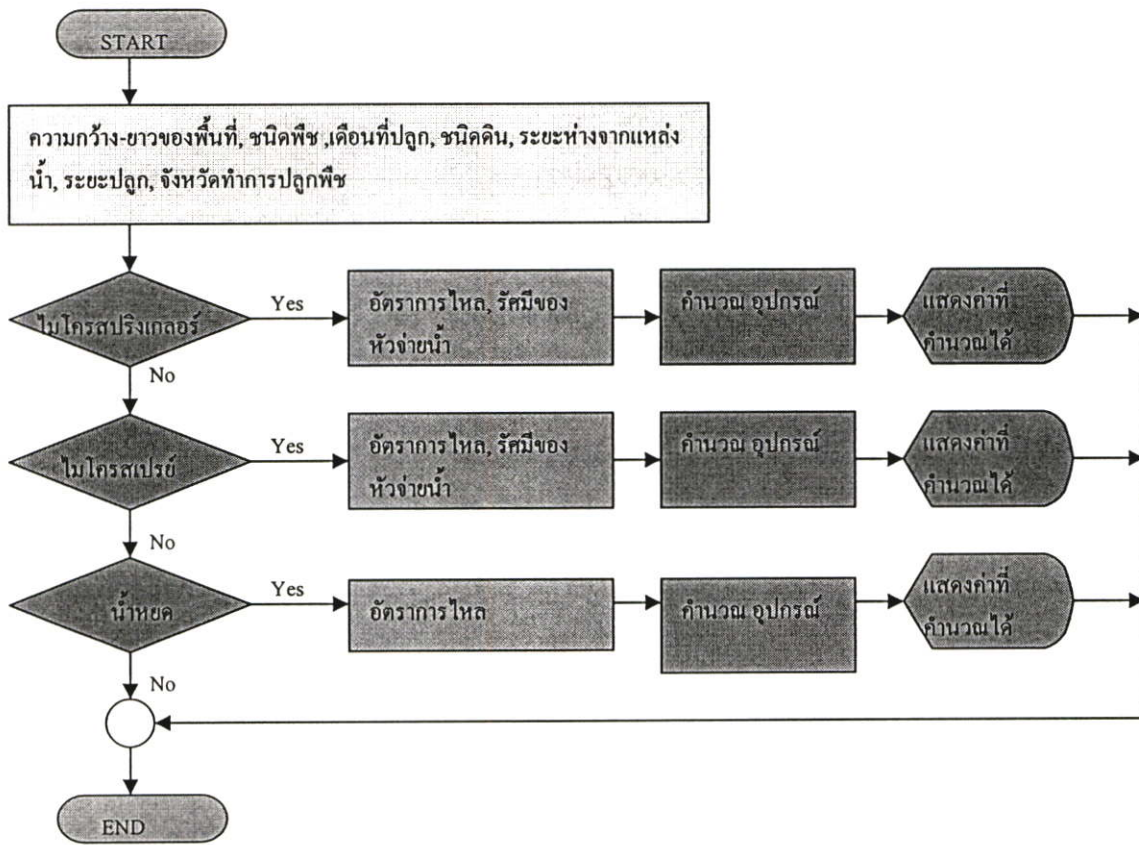 START
ความกว้าง-ยาวของพื้นที่, ชนิดพืช ,เดือนที่ปลูก, ชนิดดิน, ระยะห่างจากแหล่ง
น้ำ, ระยะปลูก, จังหวัดทำการปลูกพืช
ไมโครสปริงเกลอร์
Yes
อัตราการไหล, รัศมีของ
หัวจ่ายน้ำ
คำนวณ อุปกรณ์
แสดงค่าที่
คำนวณได้
No
ไมโครสเปรย์
Yes
อัตราการไหล, รัศมีของ
หัวจ่ายน้ำ
คำนวณ อุปกรณ์
แสดงค่าที่
คำนวณได้
No
น้ำหยด
Yes
อัตราการไหล
คำนวณ อุปกรณ์
แสดงค่าที่
คำนวณได้
No
END